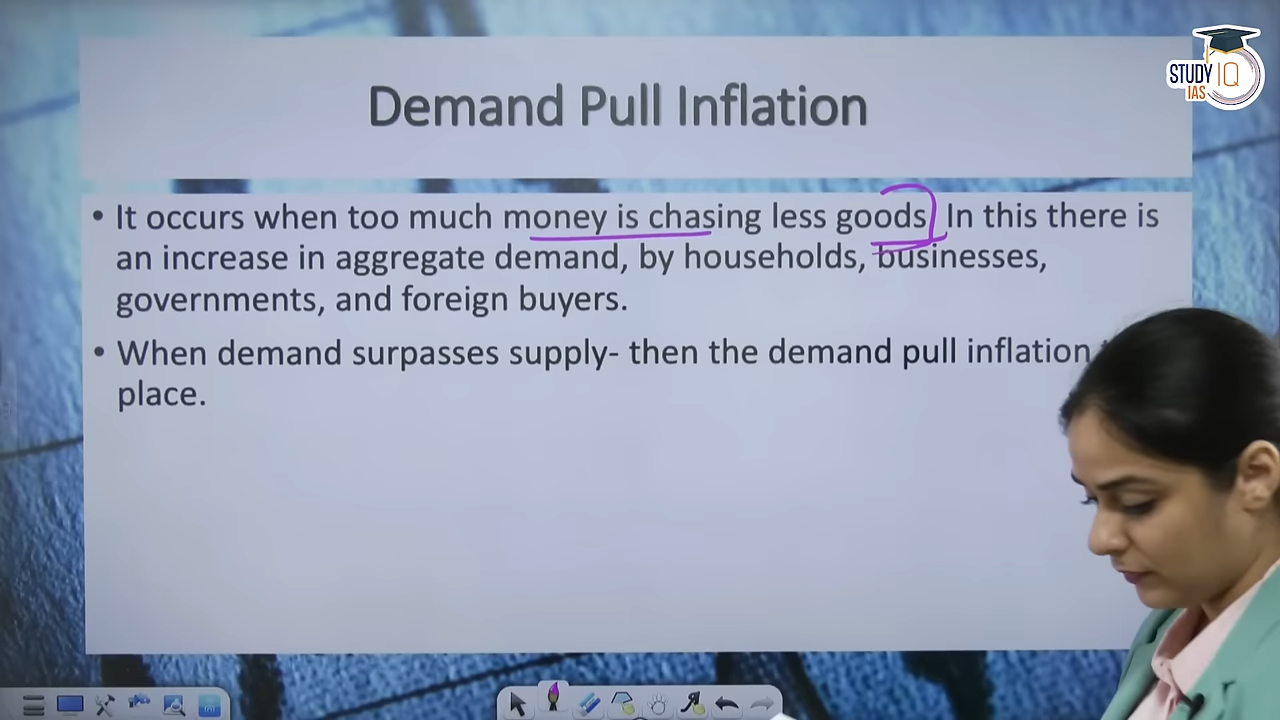 STUDY IQ
IAS
Demand Pull Inflation
• It occurs when too much money is chasing less goods. In this there is
an increase in aggregate demand, by households, businesses,
governments, and foreign buyers.
• When demand surpasses supply- then the demand pull inflation
place.